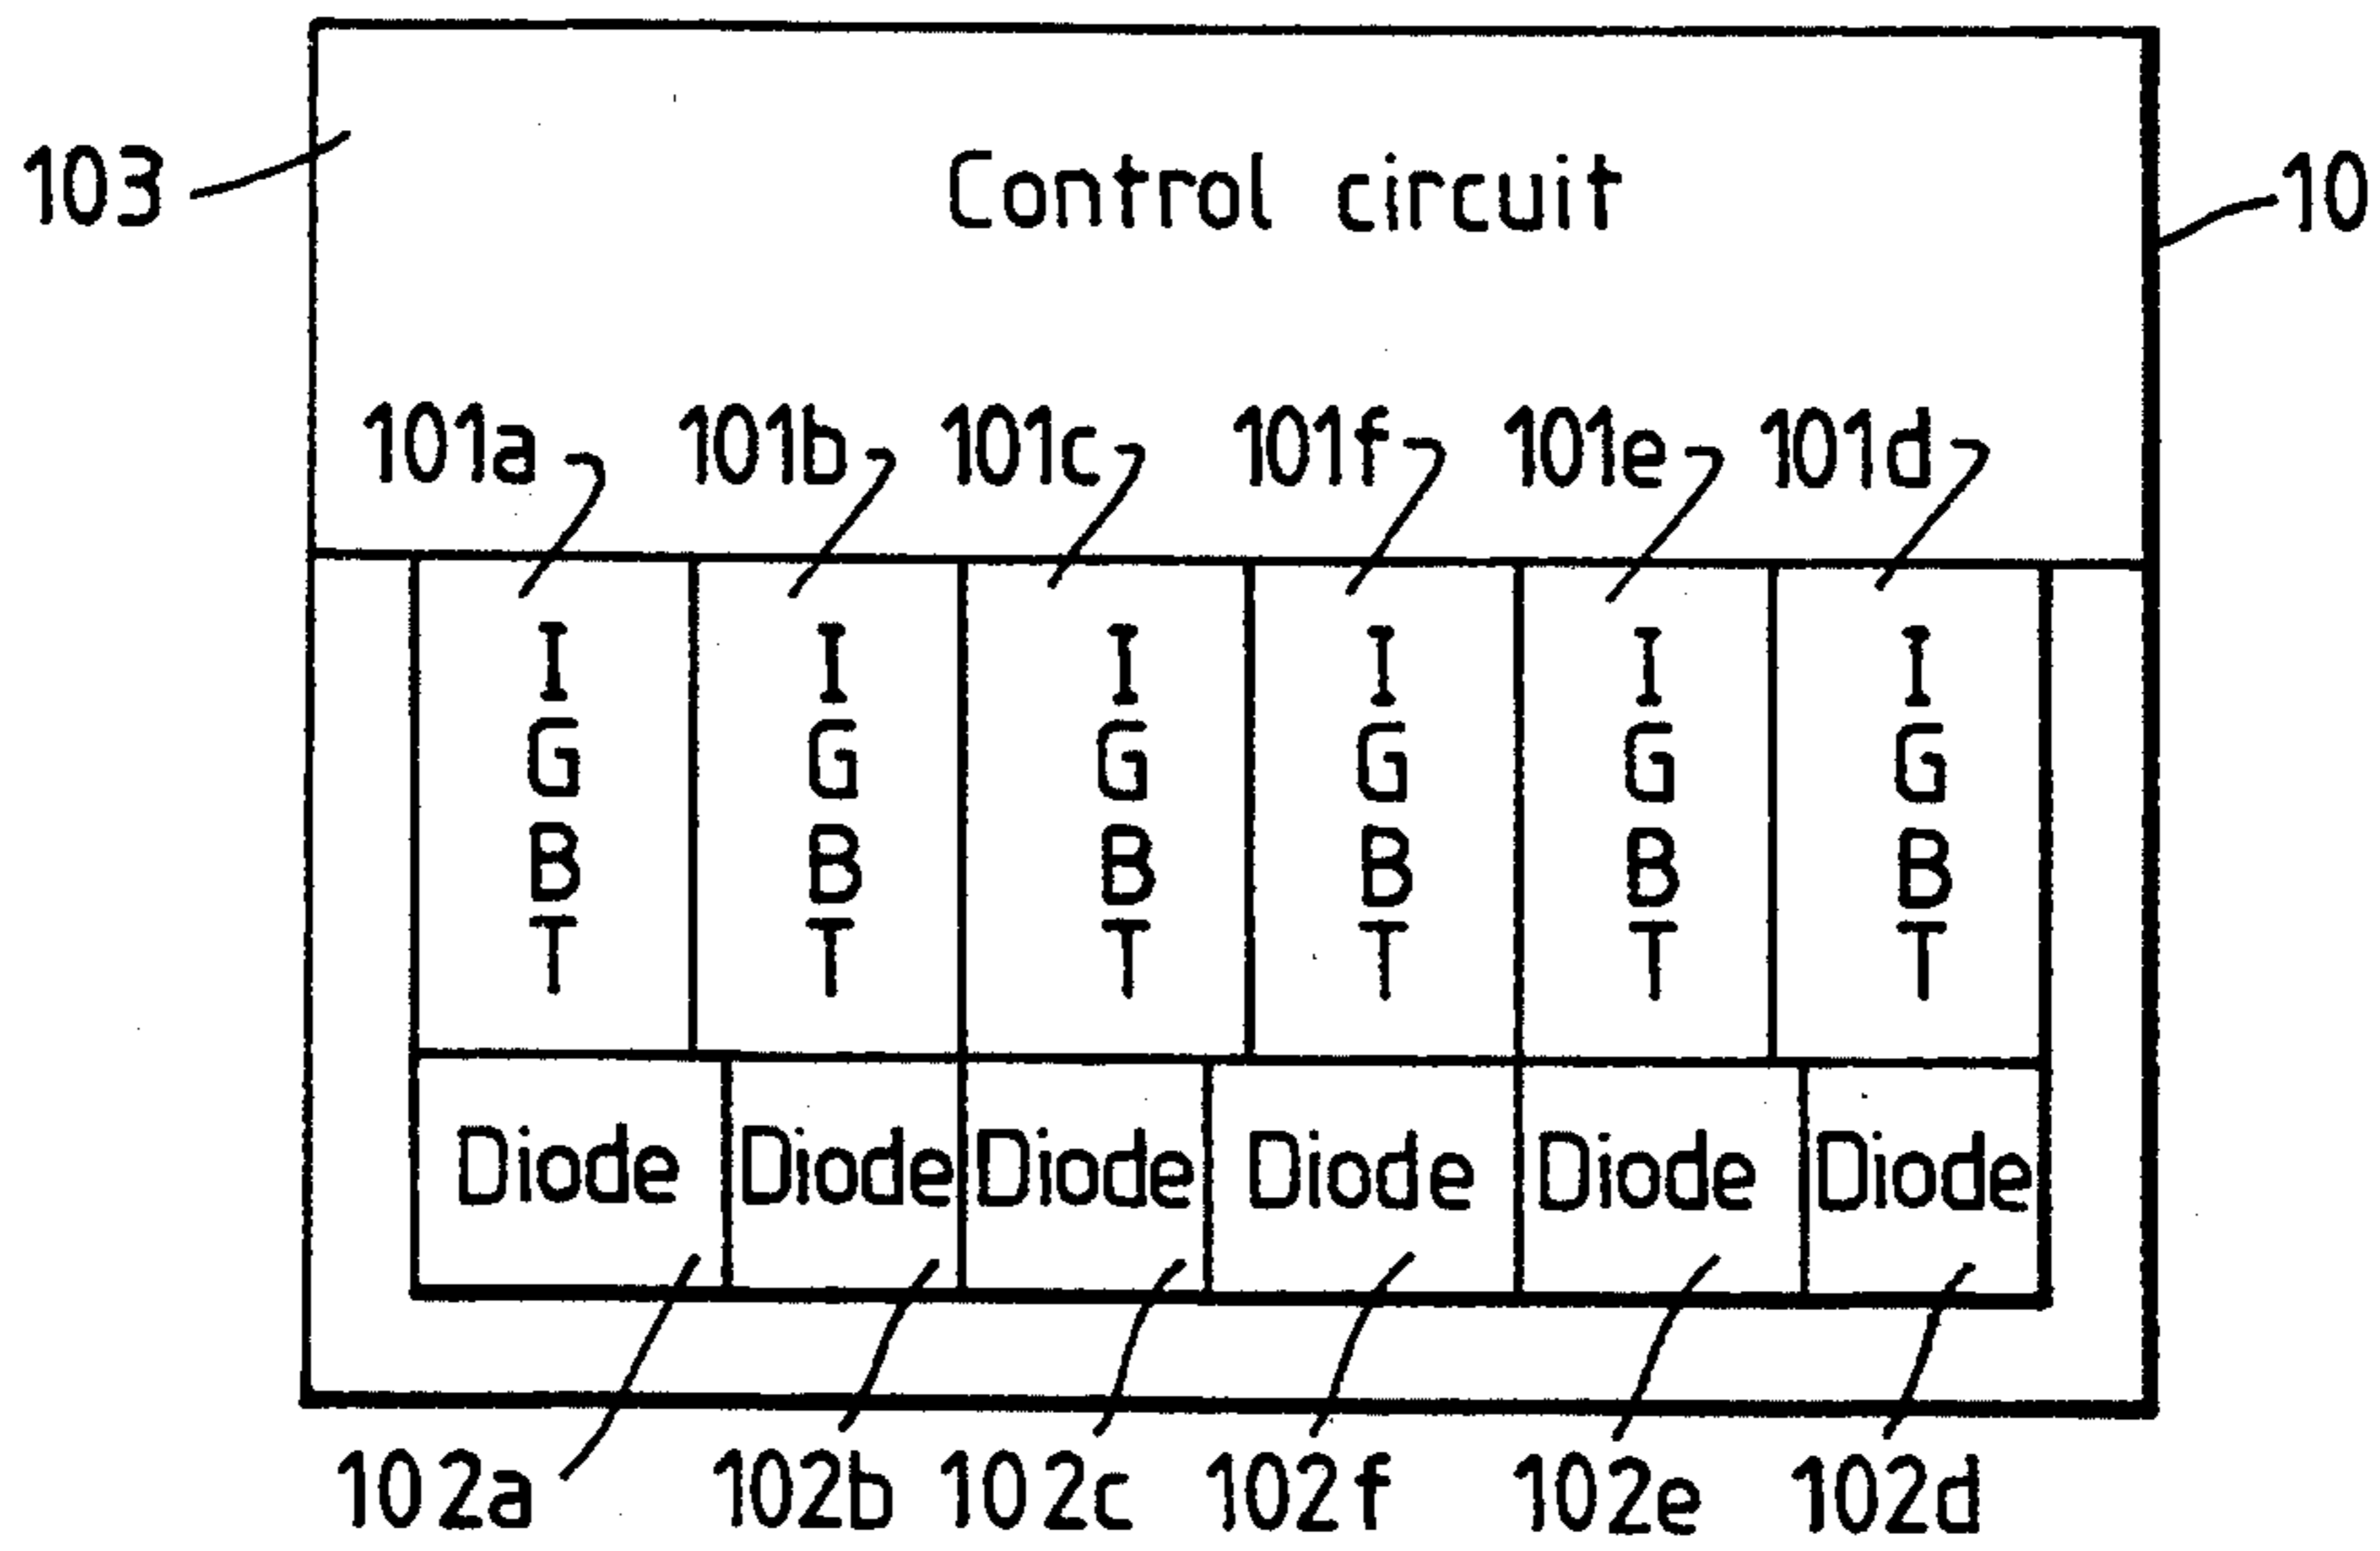 103
Control circuit
10
101a 101b 101c 101f 101e 101d
I G B T
I G B T
I G B T
I G B T
I G B T
I G B T
Diode Diode Diode Diode Diode Diode
102a 102b 102c 102f 102e 102d